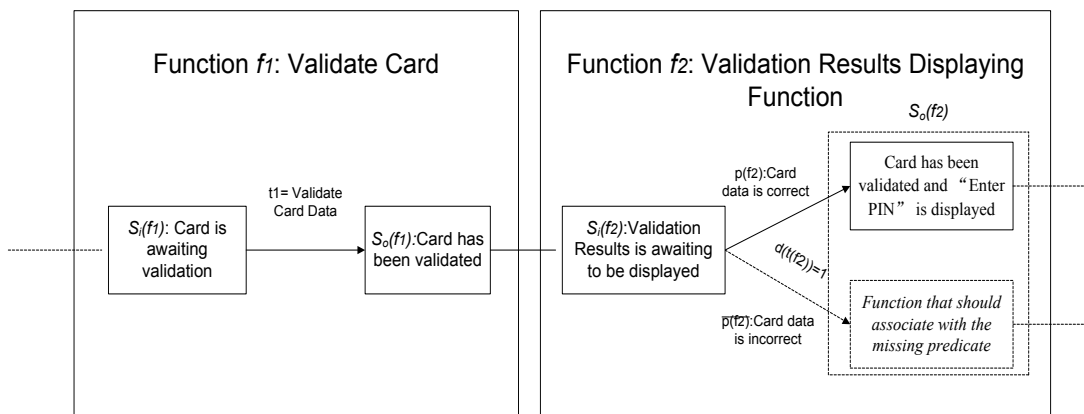 Function f1: Validate Card
Si(f1): Card is
awaiting
validation
t1= Validate
Card Data
So(f1):Card has
been validated
Function f2: Validation Results Displaying
Function
So(f2)
Si(f2):Validation
Results is awaiting
to be displayed
p(f2):Card
data is correct
d(t(f2))=1
p(f2):Card data
is incorrect
Card has been
validated and “Enter
PIN” is displayed
Function that should
associate with the
missing predicate